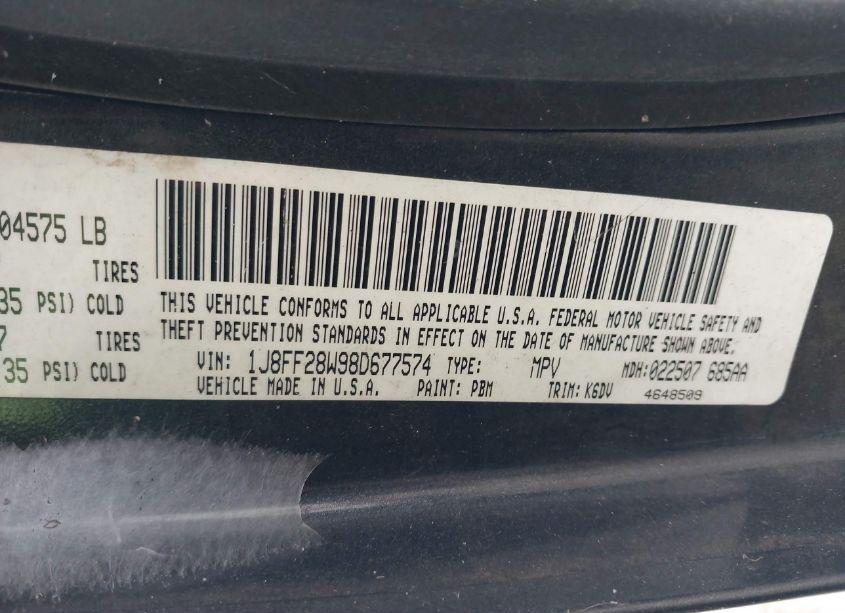 04575 LB
TIRES
35 PSI) COLD
7 TIRES
35 PSI) COLD
THIS VEHICLE CONFORMS TO ALL APPLICABLE U.S.A. FEDERAL MOTOR VEHICLE SAFETY AND
THEFT PREVENTION STANDARDS IN EFFECT ON THE DATE OF MANUFACTURE SHOWN ABOVE.
VIN: 1J8FF28W98D677574 TYPE: MPV MDH:022507 685AA
VEHICLE MADE IN U.S.A. PAINT: PBM TRIM: K6DV 4648509